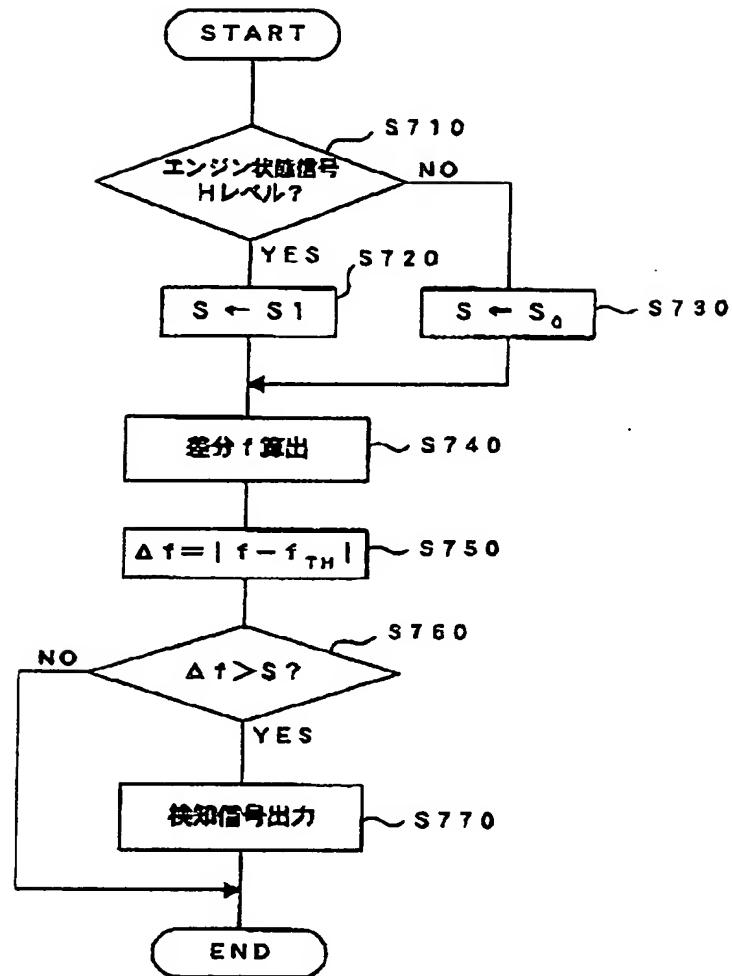 START
S710
エンジン状態信号
Hレベル?
NO
YES
S720
S ← S1
S ← S₀
S730
差分f算出
S740
Δf=|f−f_TH|
S750
S760
NO
Δf>S?
YES
検知信号出力
S770
END